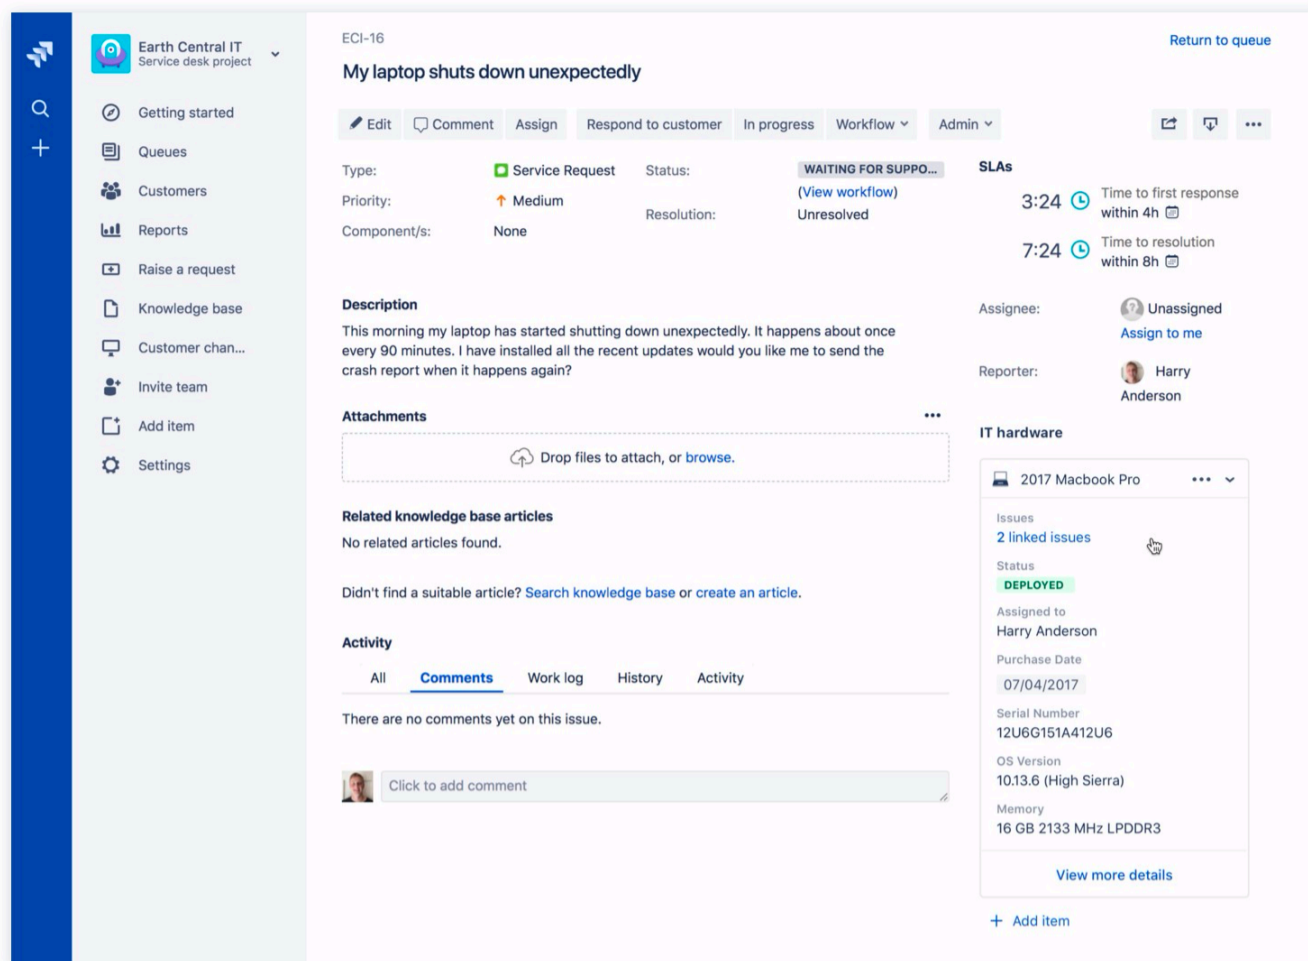 Earth Central IT
Service desk project
Getting started
Queues
Customers
Reports
Raise a request
Knowledge base
Customer chan...
Invite team
Add item
Settings
ECI-16
Return to queue
My laptop shuts down unexpectedly
Edit Comment Assign Respond to customer In progress Workflow Admin
Type: Service Request
Priority: Medium
Component/s: None
Status: WAITING FOR SUPPO...
(View workflow)
Resolution: Unresolved
Description
This morning my laptop has started shutting down unexpectedly. It happens about once
every 90 minutes. I have installed all the recent updates would you like me to send the
crash report when it happens again?
Attachments
Drop files to attach, or browse.
Related knowledge base articles
No related articles found.
Didn't find a suitable article? Search knowledge base or create an article.
Activity
All Comments Work log History Activity
There are no comments yet on this issue.
Click to add comment
SLAs
3:24 Time to first response
within 4h
7:24 Time to resolution
within 8h
Assignee: Unassigned
Assign to me
Reporter: Harry
Anderson
IT hardware
2017 Macbook Pro
Issues
2 linked issues
Status
DEPLOYED
Assigned to
Harry Anderson
Purchase Date
07/04/2017
Serial Number
12U6G151A412U6
OS Version
10.13.6 (High Sierra)
Memory
16 GB 2133 MHz LPDDR3
View more details
+ Add item